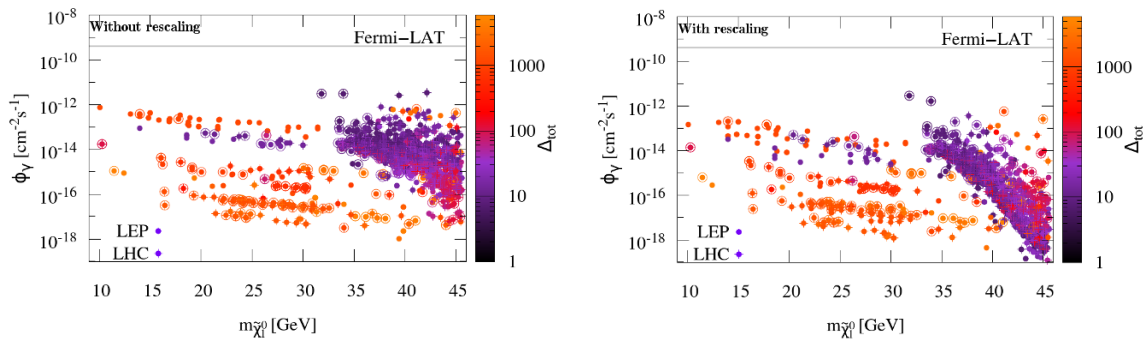 Without rescaling
Fermi−LAT
10⁻⁸
10⁻¹⁰
10⁻¹²
10⁻¹⁴
10⁻¹⁶
10⁻¹⁸
ϕγ [cm⁻²s⁻¹]
LEP
LHC
10 15 20 25 30 35 40 45
mχ̃⁰₁ [GeV]
1000
100
10
1
Δtot
With rescaling
Fermi−LAT
10⁻⁸
10⁻¹⁰
10⁻¹²
10⁻¹⁴
10⁻¹⁶
10⁻¹⁸
ϕγ [cm⁻²s⁻¹]
LEP
LHC
10 15 20 25 30 35 40 45
mχ̃⁰₁ [GeV]
1000
100
10
1
Δtot